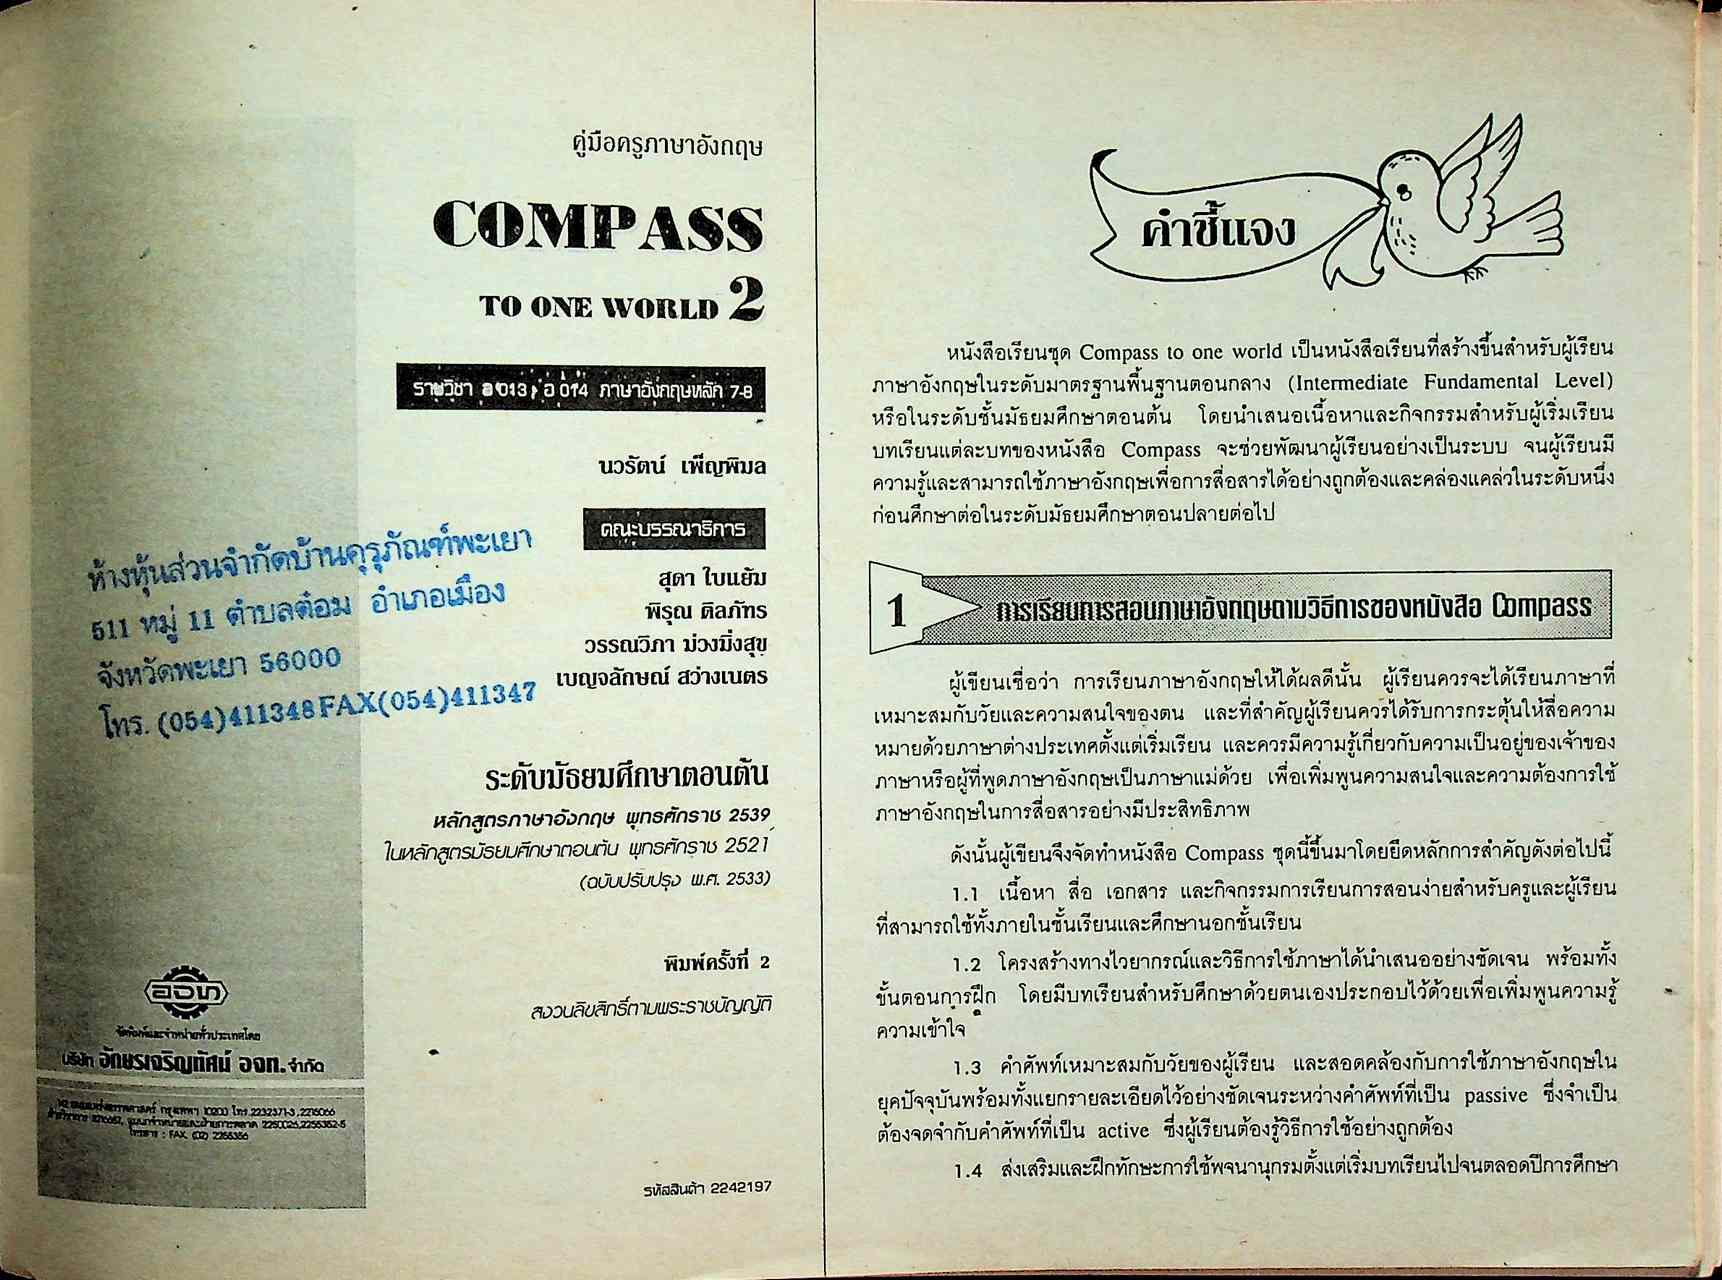 คู่มือครูภาษาอังกฤษ
COMPASS
TO ONE WORLD 2
รายวิชา อ 013, อ 014 ภาษาอังกฤษหลัก 7-8
นวรัตน์ เพ็ญพิมล
คณะบรรณาธิการ
สุดา ใบแย้ม
พิรุณ ศิลภัทร
วรรณวิภา ม่วงมิ่งสุข
เบญจลักษณ์ สว่างเนตร
ห้างหุ้นส่วนจำกัดบ้านคุรุภัณฑ์พะเยา
511 หมู่ 11 ตำบลต๋อม อำเภอเมือง
จังหวัดพะเยา 56000
โทร. (054)411348 FAX(054)411347
ระดับมัธยมศึกษาตอนต้น
หลักสูตรภาษาอังกฤษ พุทธศักราช 2539
ในหลักสูตรมัธยมศึกษาตอนต้น พุทธศักราช 2521
(ฉบับปรับปรุง พ.ศ. 2533)
พิมพ์ครั้งที่ 2
สงวนลิขสิทธิ์ตามพระราชบัญญัติ
อจท
จัดพิมพ์และจำหน่ายทั่วประเทศโดย
บริษัท อักษรเจริญทัศน์ อจท. จำกัด
กรุงเทพฯ 10200 โทร.2232371-3
โทรสาร : FAX. (02) 2255356
รหัสสินค้า 2242197
คำชี้แจง
หนังสือเรียนชุด Compass to one world เป็นหนังสือเรียนที่สร้างขึ้นสำหรับผู้เรียน
ภาษาอังกฤษในระดับมาตรฐานพื้นฐานตอนกลาง (Intermediate Fundamental Level)
หรือในระดับชั้นมัธยมศึกษาตอนต้น โดยนำเสนอเนื้อหาและกิจกรรมสำหรับผู้เริ่มเรียน
บทเรียนแต่ละบทของหนังสือ Compass จะช่วยพัฒนาผู้เรียนอย่างเป็นระบบ จนผู้เรียนมี
ความรู้และสามารถใช้ภาษาอังกฤษเพื่อการสื่อสารได้อย่างถูกต้องและคล่องแคล่วในระดับหนึ่ง
ก่อนศึกษาต่อในระดับมัธยมศึกษาตอนปลายต่อไป
1 การเรียนการสอนภาษาอังกฤษตามวิธีการของหนังสือ Compass
ผู้เขียนเชื่อว่า การเรียนภาษาอังกฤษให้ได้ผลดีนั้น ผู้เรียนควรจะได้เรียนภาษาที่
เหมาะสมกับวัยและความสนใจของตน และที่สำคัญผู้เรียนควรได้รับการกระตุ้นให้สื่อความ
หมายด้วยภาษาต่างประเทศตั้งแต่เริ่มเรียน และควรมีความรู้เกี่ยวกับความเป็นอยู่ของเจ้าของ
ภาษาหรือผู้ที่พูดภาษาอังกฤษเป็นภาษาแม่ด้วย เพื่อเพิ่มพูนความสนใจและความต้องการใช้
ภาษาอังกฤษในการสื่อสารอย่างมีประสิทธิภาพ
ดังนั้นผู้เขียนจึงจัดทำหนังสือ Compass ชุดนี้ขึ้นมาโดยยึดหลักการสำคัญดังต่อไปนี้
1.1 เนื้อหา สื่อ เอกสาร และกิจกรรมการเรียนการสอนง่ายสำหรับครูและผู้เรียน
ที่สามารถใช้ทั้งภายในชั้นเรียนและศึกษานอกชั้นเรียน
1.2 โครงสร้างทางไวยากรณ์และวิธีการใช้ภาษาได้นำเสนออย่างชัดเจน พร้อมทั้ง
ขั้นตอนการฝึก โดยมีบทเรียนสำหรับศึกษาด้วยตนเองประกอบไว้ด้วยเพื่อเพิ่มพูนความรู้
ความเข้าใจ
1.3 คำศัพท์เหมาะสมกับวัยของผู้เรียน และสอดคล้องกับการใช้ภาษาอังกฤษใน
ยุคปัจจุบันพร้อมทั้งแยกรายละเอียดไว้อย่างชัดเจนระหว่างคำศัพท์ที่เป็น passive ซึ่งจำเป็น
ต้องจดจำกับคำศัพท์ที่เป็น active ซึ่งผู้เรียนต้องรู้วิธีการใช้อย่างถูกต้อง
1.4 ส่งเสริมและฝึกทักษะการใช้พจนานุกรมตั้งแต่เริ่มบทเรียนไปจนตลอดปีการศึกษา